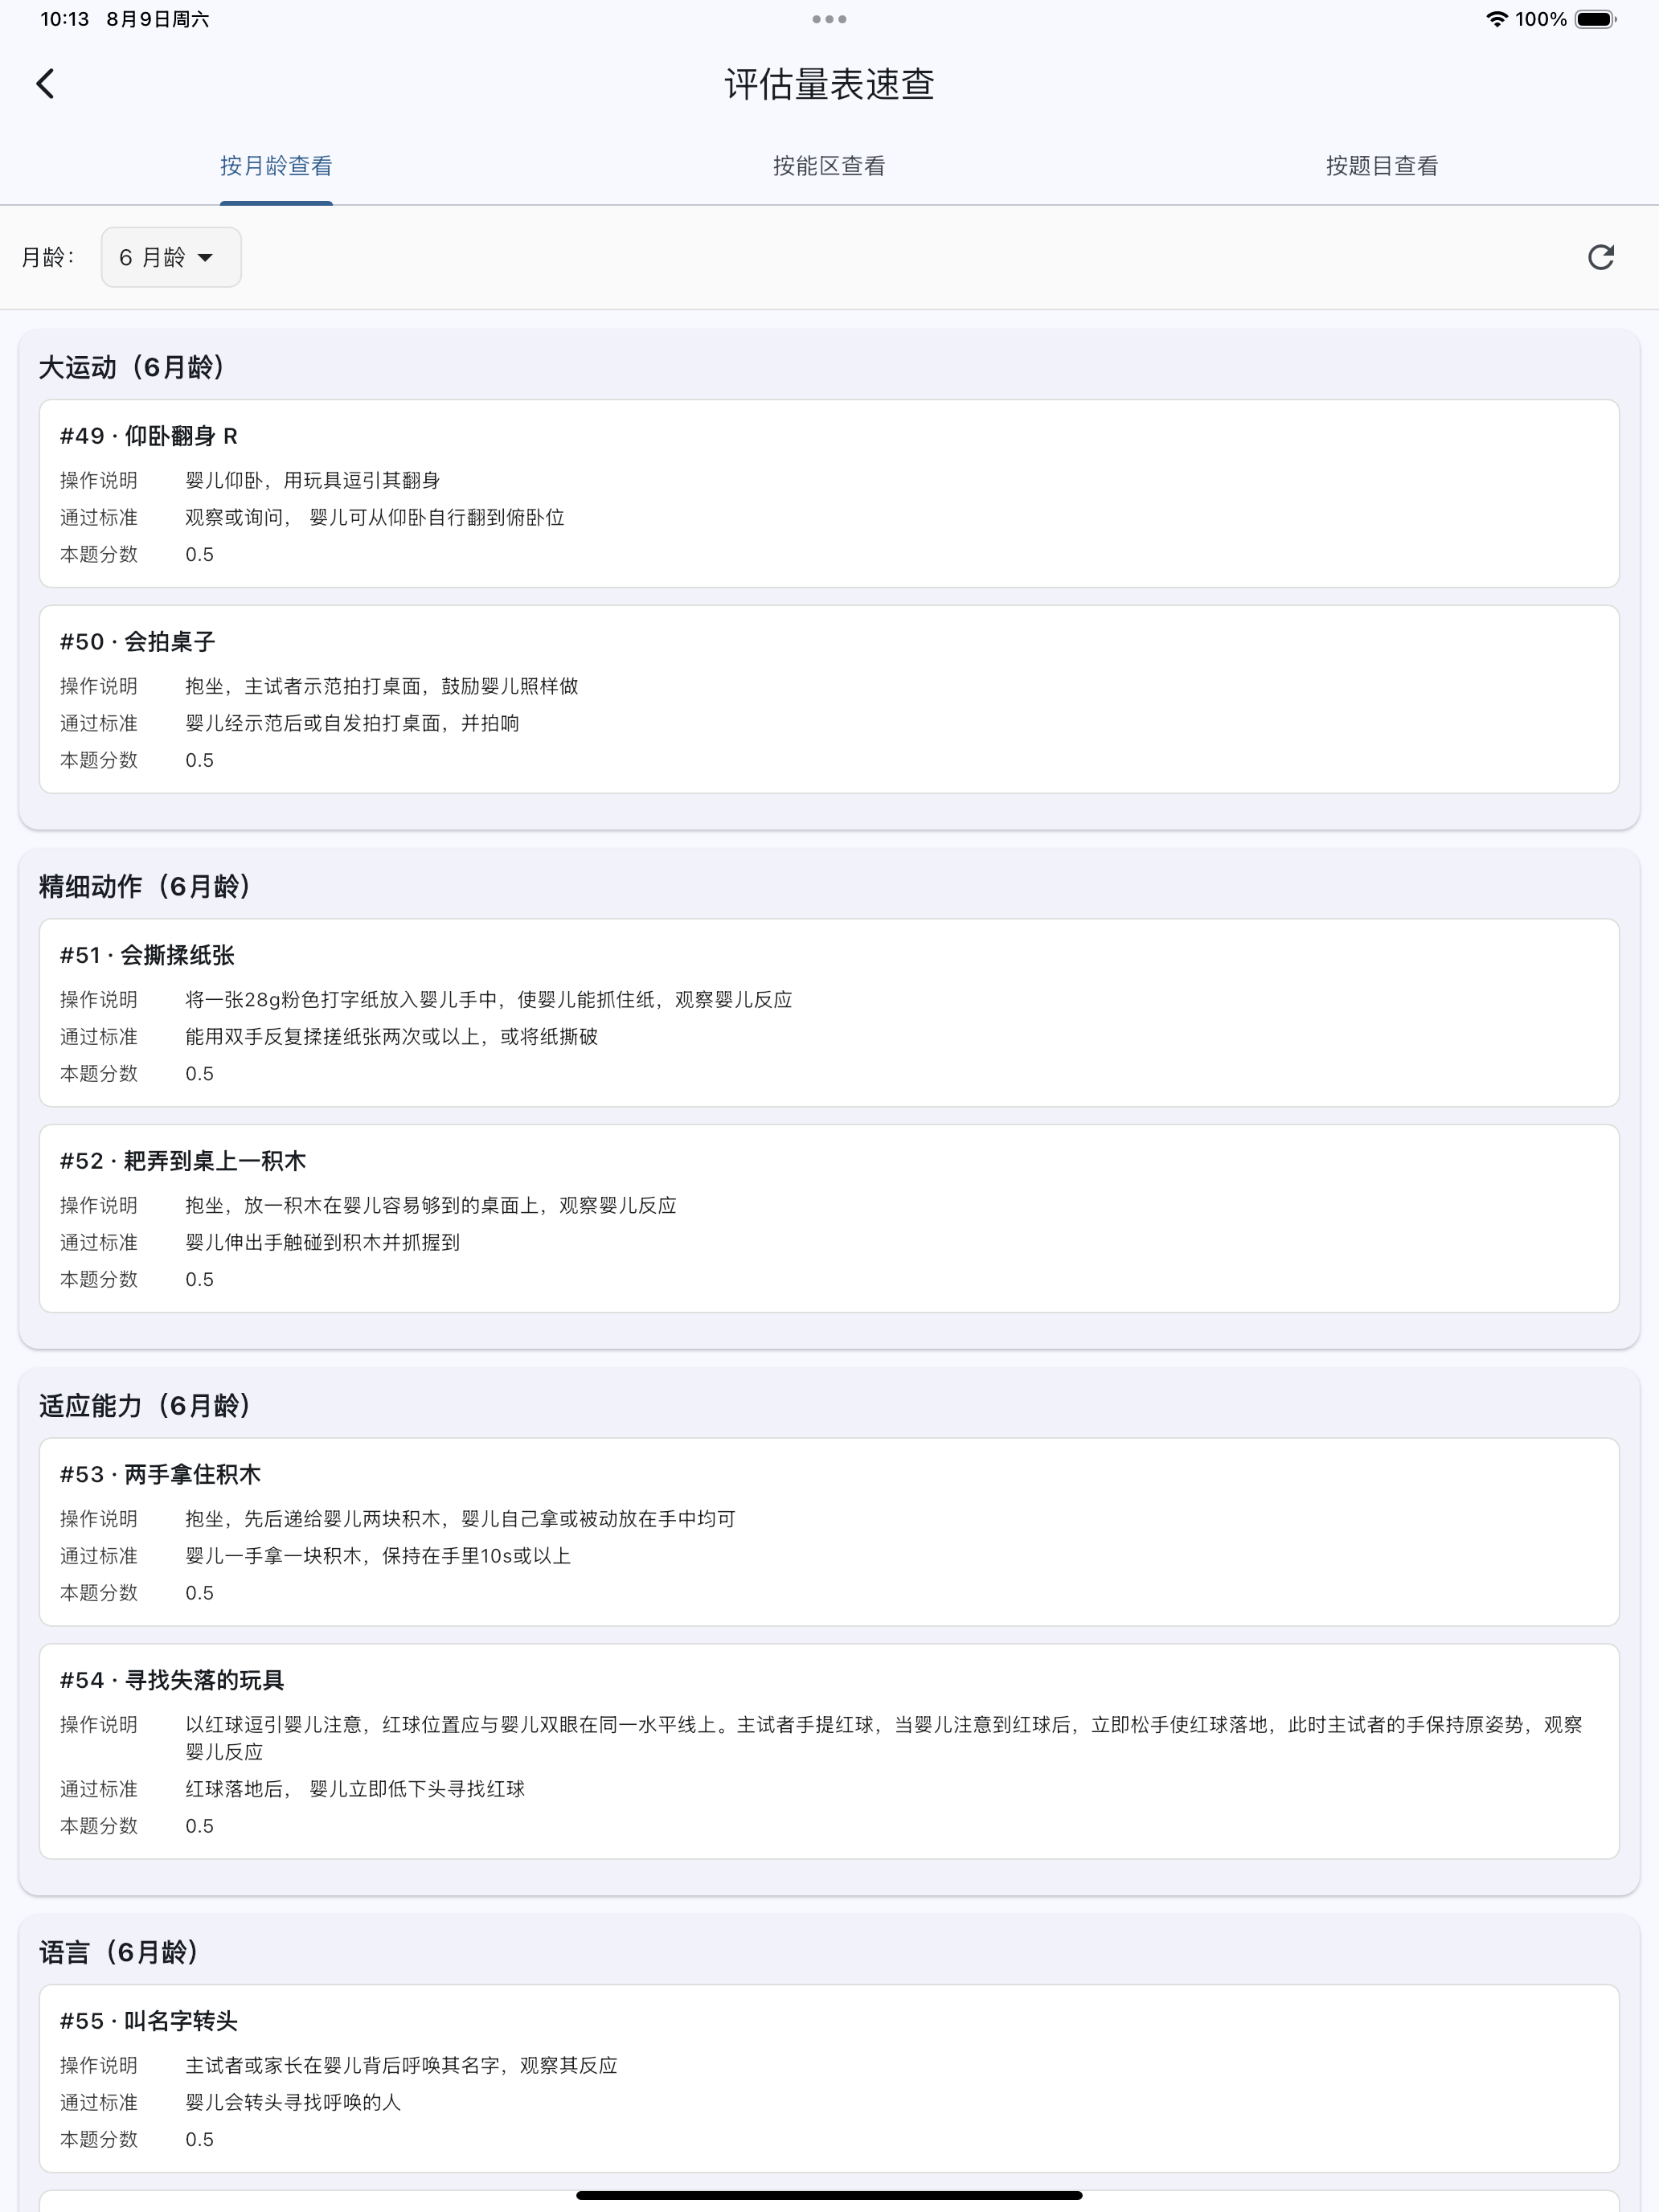 10:13 8月9日周六
100%
评估量表速查
按月龄查看
按能区查看
按题目查看
月龄：
6 月龄
大运动（6月龄）
#49 · 仰卧翻身 R
操作说明 婴儿仰卧，用玩具逗引其翻身
通过标准 观察或询问， 婴儿可从仰卧自行翻到俯卧位
本题分数 0.5
#50 · 会拍桌子
操作说明 抱坐，主试者示范拍打桌面，鼓励婴儿照样做
通过标准 婴儿经示范后或自发拍打桌面，并拍响
本题分数 0.5
精细动作（6月龄）
#51 · 会撕揉纸张
操作说明 将一张28g粉色打字纸放入婴儿手中，使婴儿能抓住纸，观察婴儿反应
通过标准 能用双手反复揉搓纸张两次或以上，或将纸撕破
本题分数 0.5
#52 · 耙弄到桌上一积木
操作说明 抱坐，放一积木在婴儿容易够到的桌面上，观察婴儿反应
通过标准 婴儿伸出手触碰到积木并抓握到
本题分数 0.5
适应能力（6月龄）
#53 · 两手拿住积木
操作说明 抱坐，先后递给婴儿两块积木，婴儿自己拿或被动放在手中均可
通过标准 婴儿一手拿一块积木，保持在手里10s或以上
本题分数 0.5
#54 · 寻找失落的玩具
操作说明 以红球逗引婴儿注意，红球位置应与婴儿双眼在同一水平线上。主试者手提红球，当婴儿注意到红球后，立即松手使红球落地，此时主试者的手保持原姿势，观察
婴儿反应
通过标准 红球落地后， 婴儿立即低下头寻找红球
本题分数 0.5
语言（6月龄）
#55 · 叫名字转头
操作说明 主试者或家长在婴儿背后呼唤其名字，观察其反应
通过标准 婴儿会转头寻找呼唤的人
本题分数 0.5